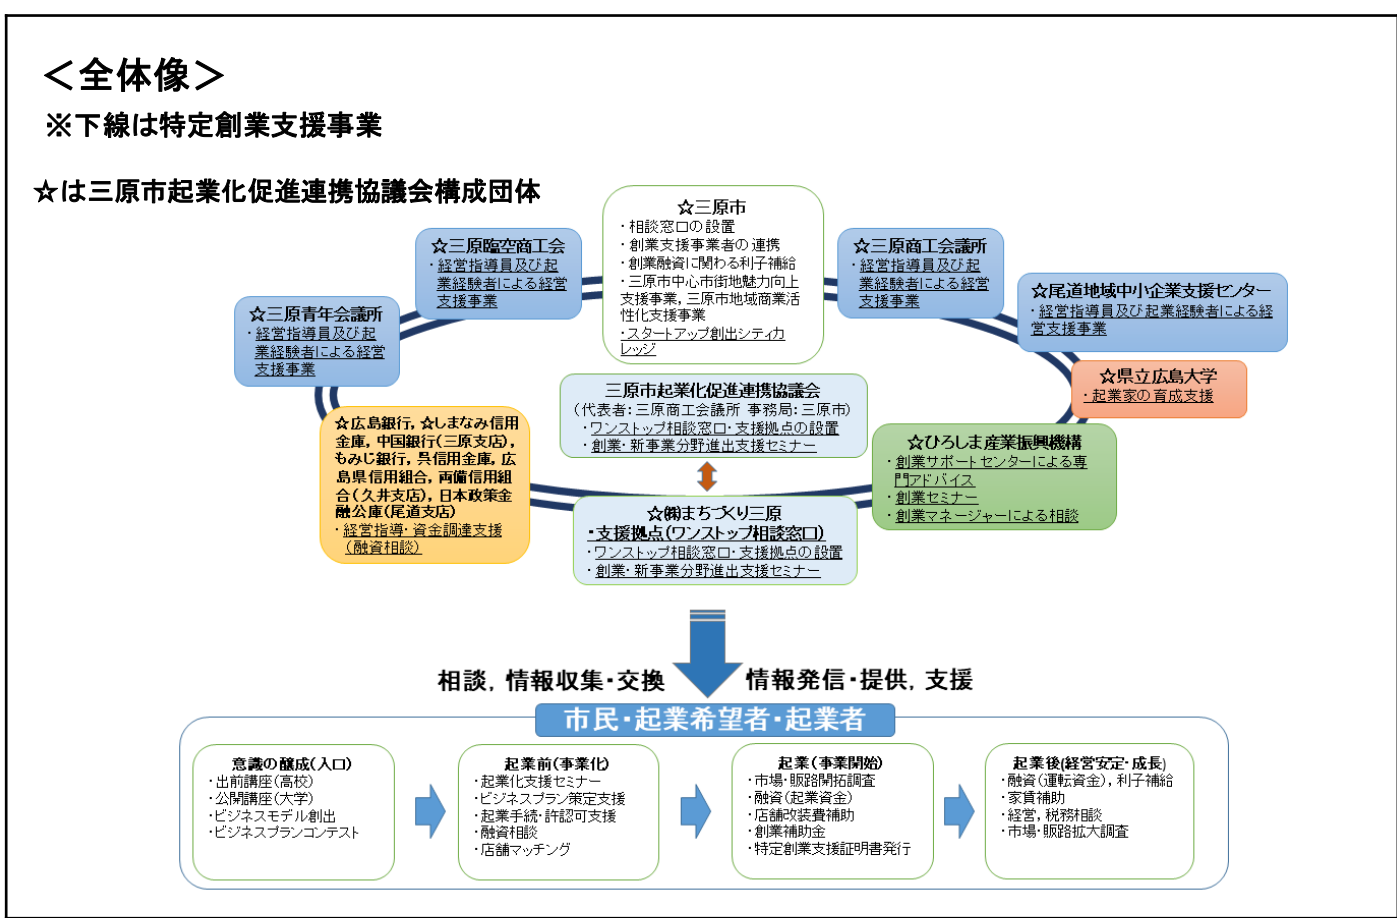 ＜全体像＞
※下線は特定創業支援事業
☆は三原市起業化促進連携協議会構成団体
☆三原市
・相談窓口の設置
・創業支援事業者の連携
・創業融資に関わる利子補給
・三原市中心市街地魅力向上
支援事業, 三原市地域商業活
性化支援事業
・スタートアップ創出シティカ
レッジ
☆三原臨空商工会
・経営指導員及び起
業経験者による経営
支援事業
☆三原商工会議所
・経営指導員及び起
業経験者による経営
支援事業
☆三原青年会議所
・経営指導員及び起
業経験者による経営
支援事業
☆尾道地域中小企業支援センター
・経営指導員及び起業経験者による経
営支援事業
☆県立広島大学
・起業家の育成支援
三原市起業化促進連携協議会
（代表者：三原商工会議所 事務局：三原市）
・ワンストップ相談窓口・支援拠点の設置
・創業・新事業分野進出支援セミナー
☆広島銀行, ☆しまなみ信用
金庫, 中国銀行(三原支店),
もみじ銀行, 呉信用金庫, 広
島県信用組合, 両備信用組
合(久井支店), 日本政策金
融公庫(尾道支店)
・経営指導・資金調達支援
（融資相談）
☆ひろしま産業振興機構
・創業サポートセンターによる専
門アドバイス
・創業セミナー
・創業マネージャーによる相談
☆㈱まちづくり三原
・支援拠点(ワンストップ相談窓口)
・ワンストップ相談窓口・支援拠点の設置
・創業・新事業分野進出支援セミナー
相談, 情報収集・交換
情報発信・提供, 支援
市民・起業希望者・起業者
意識の醸成(入口)
・出前講座(高校)
・公開講座(大学)
・ビジネスモデル創出
・ビジネスプランコンテスト
起業前(事業化)
・起業化支援セミナー
・ビジネスプラン策定支援
・起業手続・許認可支援
・融資相談
・店舗マッチング
起業(事業開始)
・市場・販路開拓調査
・融資(起業資金)
・店舗改装費補助
・創業補助金
・特定創業支援証明書発行
起業後(経営安定・成長)
・融資(運転資金), 利子補給
・家賃補助
・経営, 税務相談
・市場・販路拡大調査